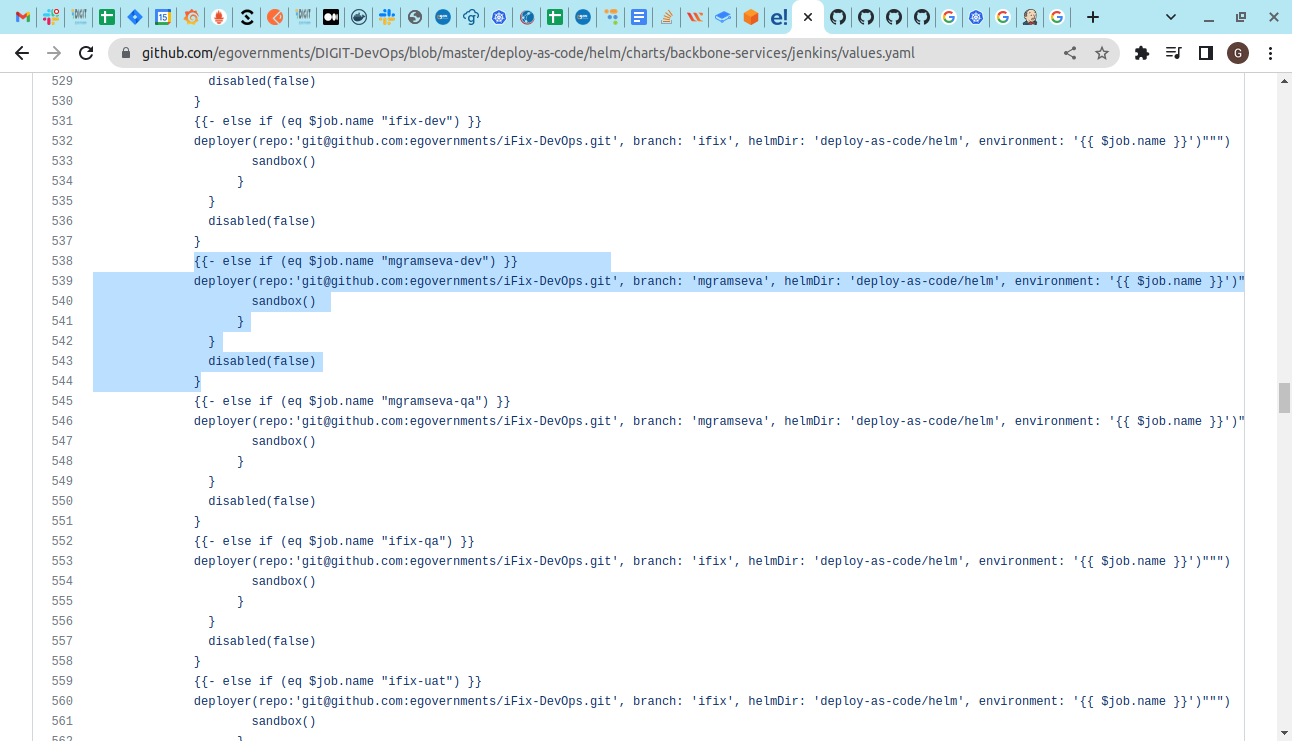 15
DIGIT
DIGIT
e!
github.com/egovernments/DIGIT-DevOps/blob/master/deploy-as-code/helm/charts/backbone-services/jenkins/values.yaml
G
529 disabled(false)
530 }
531 {{- else if (eq $job.name "ifix-dev") }}
532 deployer(repo:'git@github.com:egovernments/iFix-DevOps.git', branch: 'ifix', helmDir: 'deploy-as-code/helm', environment: '{{ $job.name }}')""")
533 sandbox()
534 }
535 }
536 disabled(false)
537 }
538 {{- else if (eq $job.name "mgramseva-dev") }}
539 deployer(repo:'git@github.com:egovernments/iFix-DevOps.git', branch: 'mgramseva', helmDir: 'deploy-as-code/helm', environment: '{{ $job.name }}')"
540 sandbox()
541 }
542 }
543 disabled(false)
544 }
545 {{- else if (eq $job.name "mgramseva-qa") }}
546 deployer(repo:'git@github.com:egovernments/iFix-DevOps.git', branch: 'mgramseva', helmDir: 'deploy-as-code/helm', environment: '{{ $job.name }}')"
547 sandbox()
548 }
549 }
550 disabled(false)
551 }
552 {{- else if (eq $job.name "ifix-qa") }}
553 deployer(repo:'git@github.com:egovernments/iFix-DevOps.git', branch: 'ifix', helmDir: 'deploy-as-code/helm', environment: '{{ $job.name }}')""")
554 sandbox()
555 }
556 }
557 disabled(false)
558 }
559 {{- else if (eq $job.name "ifix-uat") }}
560 deployer(repo:'git@github.com:egovernments/iFix-DevOps.git', branch: 'ifix', helmDir: 'deploy-as-code/helm', environment: '{{ $job.name }}')""")
561 sandbox()
562 }